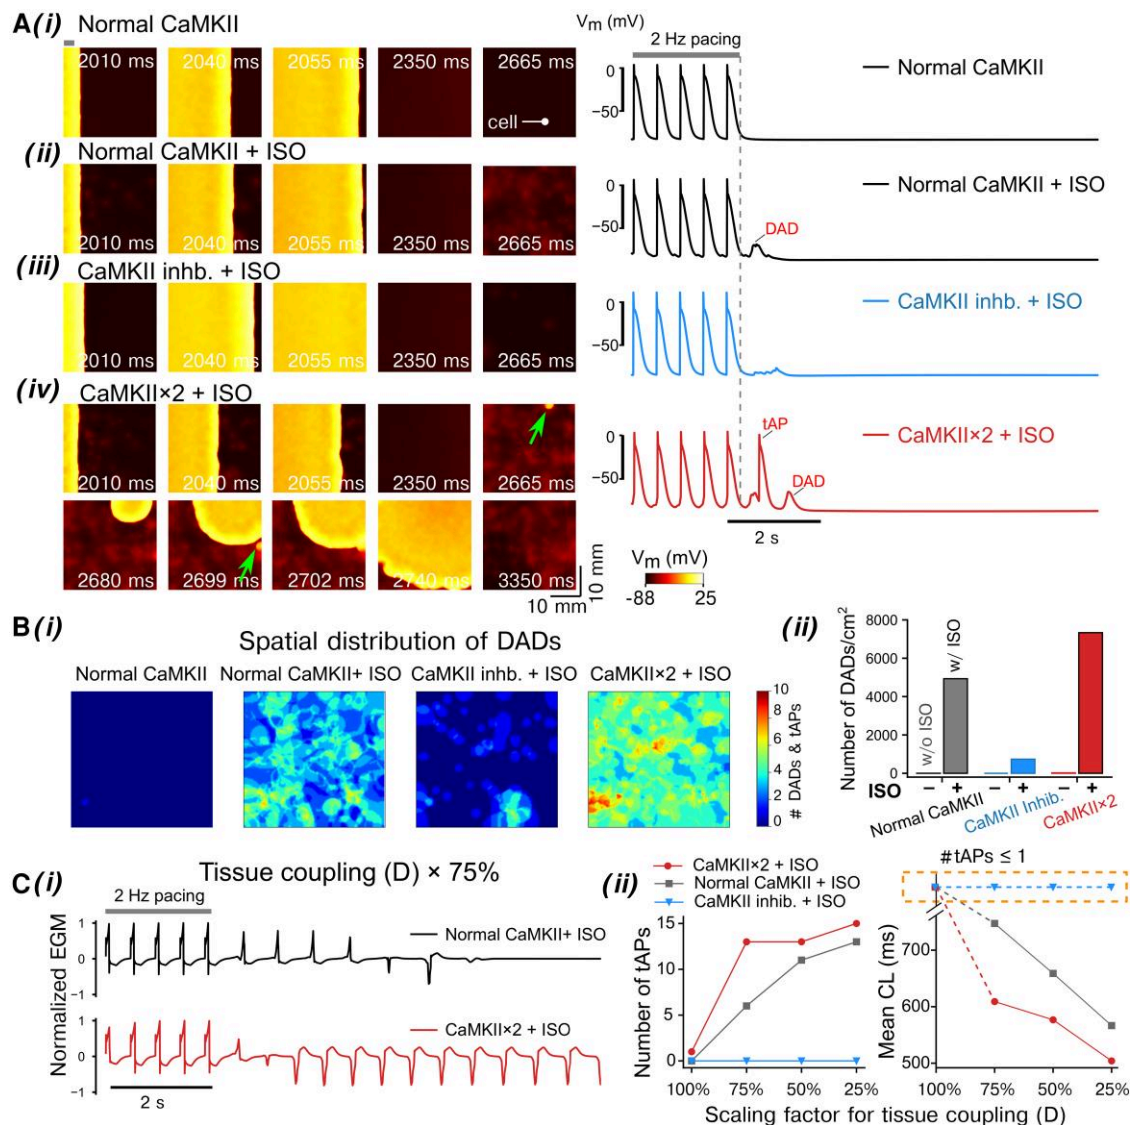 A(i) Normal CaMKII
2010 ms 2040 ms 2055 ms 2350 ms 2665 ms
cell
(ii) Normal CaMKII + ISO
2010 ms 2040 ms 2055 ms 2350 ms 2665 ms
(iii) CaMKII inhb. + ISO
2010 ms 2040 ms 2055 ms 2350 ms 2665 ms
(iv) CaMKII×2 + ISO
2010 ms 2040 ms 2055 ms 2350 ms 2665 ms
2680 ms 2699 ms 2702 ms 2740 ms 3350 ms
10 mm
10 mm
Vm (mV)
2 Hz pacing
0
−50
Normal CaMKII
0
−50
DAD
Normal CaMKII + ISO
0
−50
CaMKII inhb. + ISO
0
−50
tAP
DAD
CaMKII×2 + ISO
2 s
Vm (mV)
-88 25
B(i) Spatial distribution of DADs
Normal CaMKII Normal CaMKII+ ISO CaMKII inhb. + ISO CaMKII×2 + ISO
10
8
6
4
2
0
# DADs & tAPs
(ii)
Number of DADs/cm2
8000
6000
4000
2000
0
w/o ISO
w/ ISO
ISO − + − + − +
Normal CaMKII
CaMKII Inhib.
CaMKII×2
C(i) Tissue coupling (D) × 75%
2 Hz pacing
Normalized EGM
1
0
−1
Normal CaMKII+ ISO
1
0
−1
CaMKII×2 + ISO
2 s
(ii)
CaMKII×2 + ISO
Normal CaMKII + ISO
CaMKII inhb. + ISO
Number of tAPs
15
10
5
0
100% 75% 50% 25%
#tAPs ≤ 1
Mean CL (ms)
700
600
500
100% 75% 50% 25%
Scaling factor for tissue coupling (D)